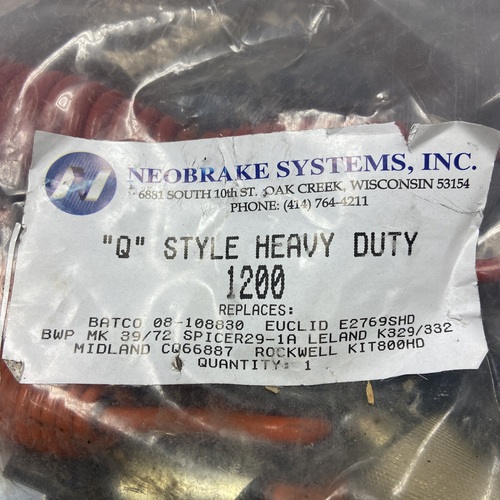 N
NEOBRAKE SYSTEMS, INC.
6881 SOUTH 10th ST. OAK CREEK, WISCONSIN 53154
PHONE: (414) 764-4211
"Q" STYLE HEAVY DUTY
1200
REPLACES:
BATCO 08-108830 EUCLID E2769SHD
BWP MK 39/72 SPICER29-1A LELAND K329/332
MIDLAND CQ66887 ROCKWELL KIT800HD
QUANTITY: 1